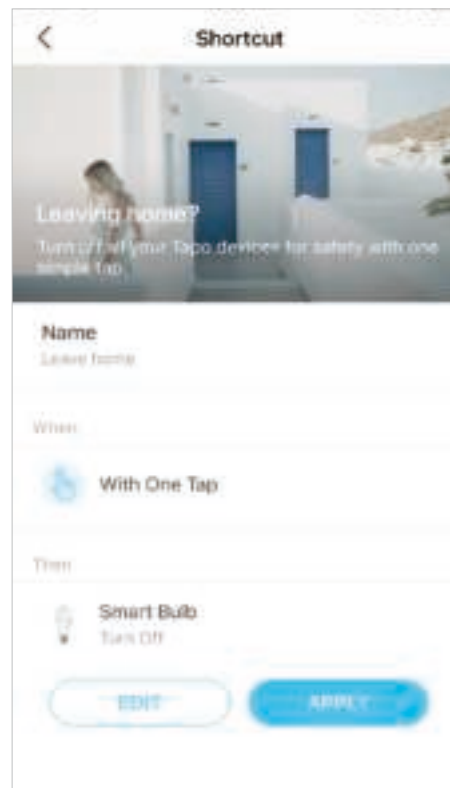 Shortcut
Leaving home?
Turn off all your Tapo devices for safety with one
simple tap.
Name
Leave home
When
With One Tap
Then
Smart Bulb
Turn Off
EDIT
APPLY